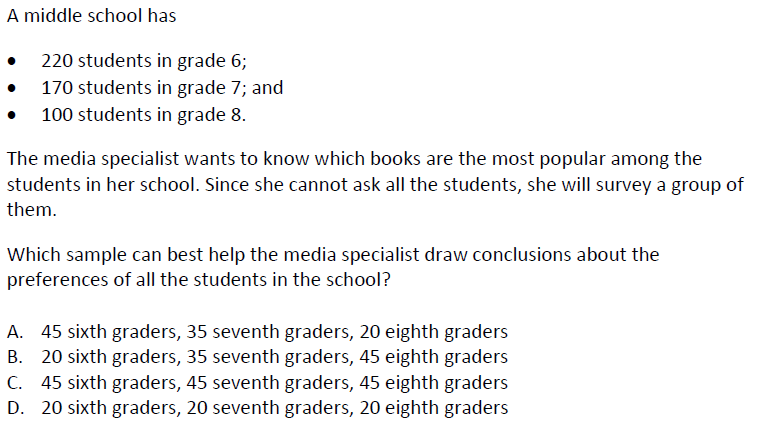 A middle school has
• 220 students in grade 6;
• 170 students in grade 7; and
• 100 students in grade 8.
The media specialist wants to know which books are the most popular among the
students in her school. Since she cannot ask all the students, she will survey a group of
them.
Which sample can best help the media specialist draw conclusions about the
preferences of all the students in the school?
A. 45 sixth graders, 35 seventh graders, 20 eighth graders
B. 20 sixth graders, 35 seventh graders, 45 eighth graders
C. 45 sixth graders, 45 seventh graders, 45 eighth graders
D. 20 sixth graders, 20 seventh graders, 20 eighth graders